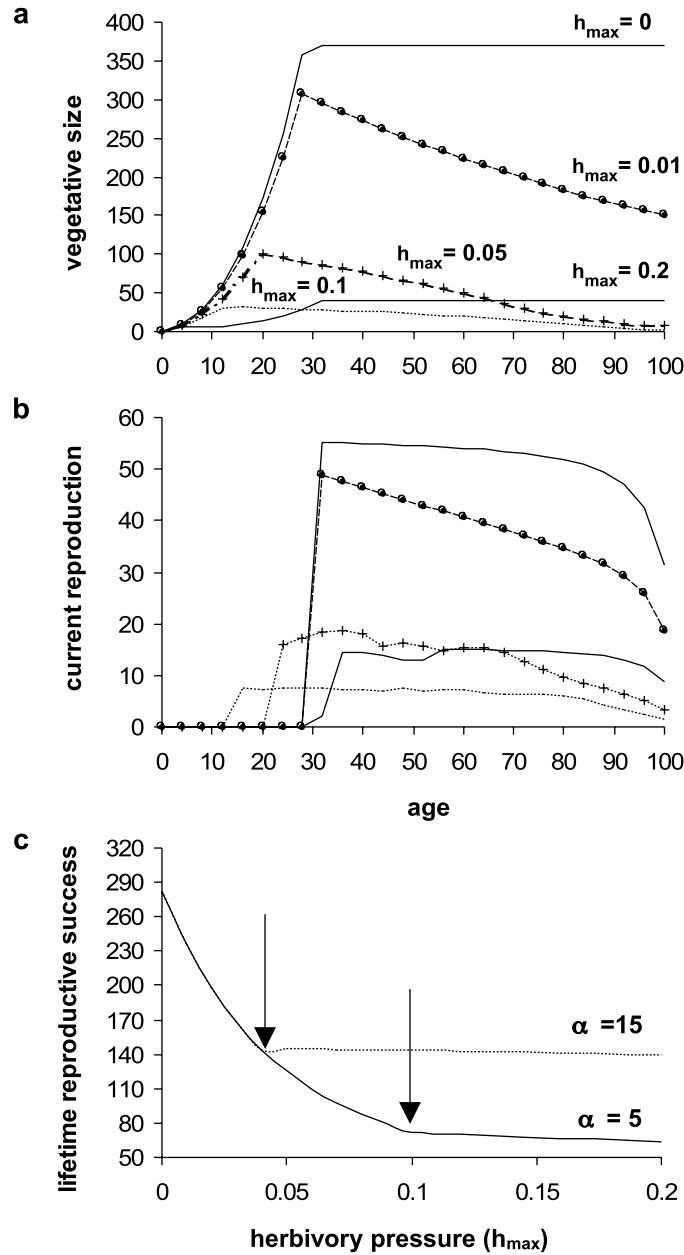 a
vegetative size
400
350
300
250
200
150
100
50
0
h_max= 0
h_max= 0.01
h_max= 0.05
h_max= 0.2
h_max= 0.1
0 10 20 30 40 50 60 70 80 90 100
b
current reproduction
60
50
40
30
20
10
0
0 10 20 30 40 50 60 70 80 90 100
age
c
lifetime reproductive success
320
290
260
230
200
170
140
110
80
50
α =15
α = 5
0 0.05 0.1 0.15 0.2
herbivory pressure (h_max)